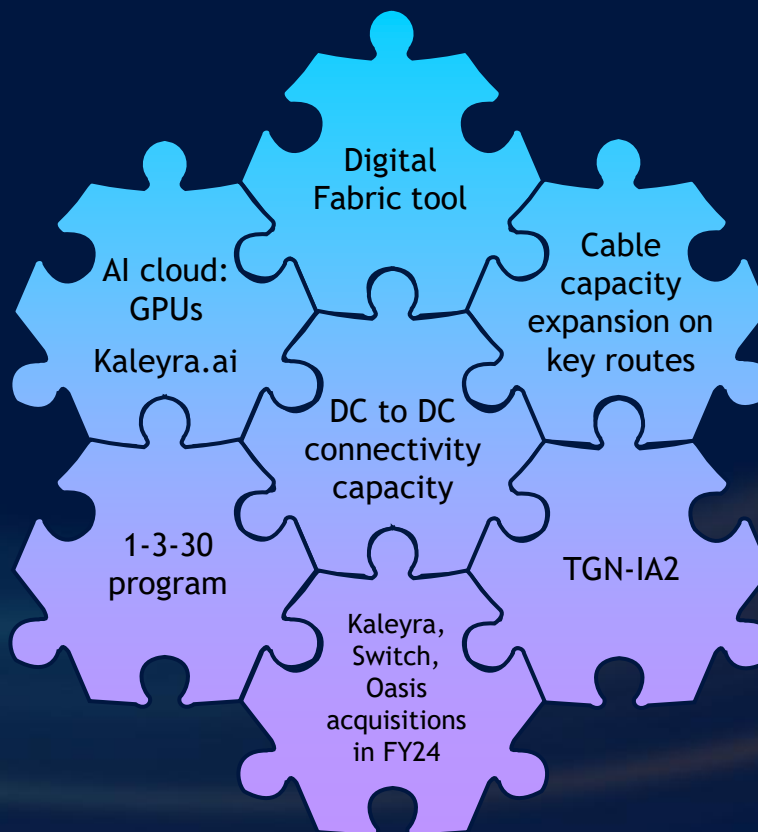 Digital
Fabric tool
AI cloud:
GPUs
Kaleyra.ai
Cable
capacity
expansion on
key routes
DC to DC
connectivity
capacity
1-3-30
program
TGN-IA2
Kaleyra,
Switch,
Oasis
acquisitions
in FY24